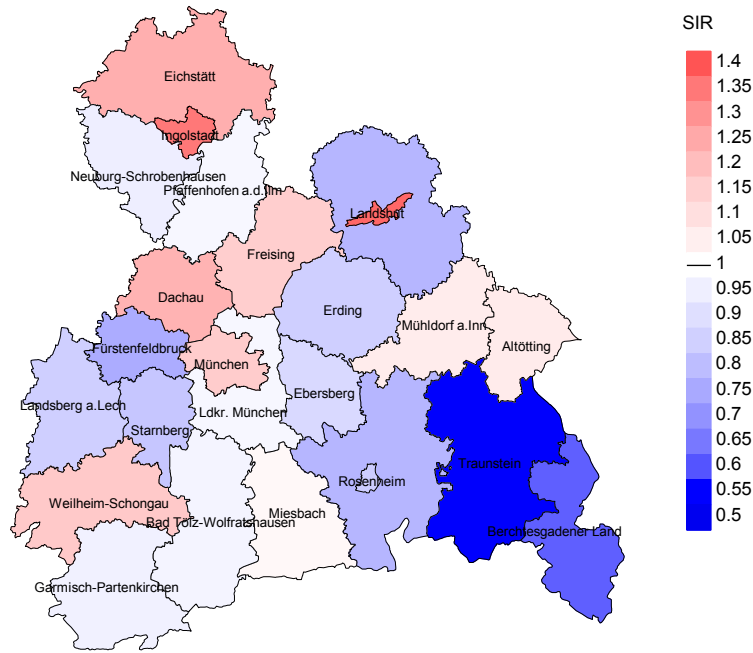 SIR
1.4
1.35
1.3
1.25
1.2
1.15
1.1
1.05
1
0.95
0.9
0.85
0.8
0.7
0.65
0.6
0.55
0.5
Eichstätt
Ingolstadt
Neuburg-Schrobenhausen
Pfaffenhofen a.d.Ilm
Landshut
Freising
Dachau
Erding
Mühldorf a.Inn
Altötting
Fürstenfeldbruck
München
Ebersberg
Landsberg a.Lech
Ldkr. München
Starnberg
Traunstein
Rosenheim
Weilheim-Schongau
Miesbach
Bad Tölz-Wolfratshausen
Berchtesgadener Land
Garmisch-Partenkirchen